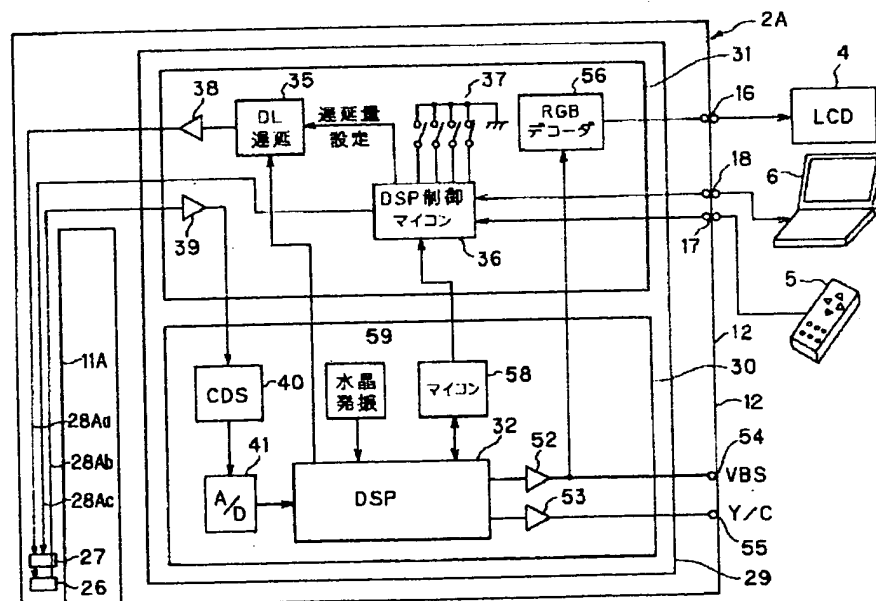 2A
31
4
38
35
37
56
16
DL
遅延
遅延量
設定
RGB
デコーダ
LCD
18
6
39
DSP制御
マイコン
17
36
5
11A
59
12
30
CDS
40
水晶
発振
マイコン
58
12
28Aa
32
52
54
41
VBS
28Ab
A/D
DSP
53
28Ac
Y/C
55
27
29
26